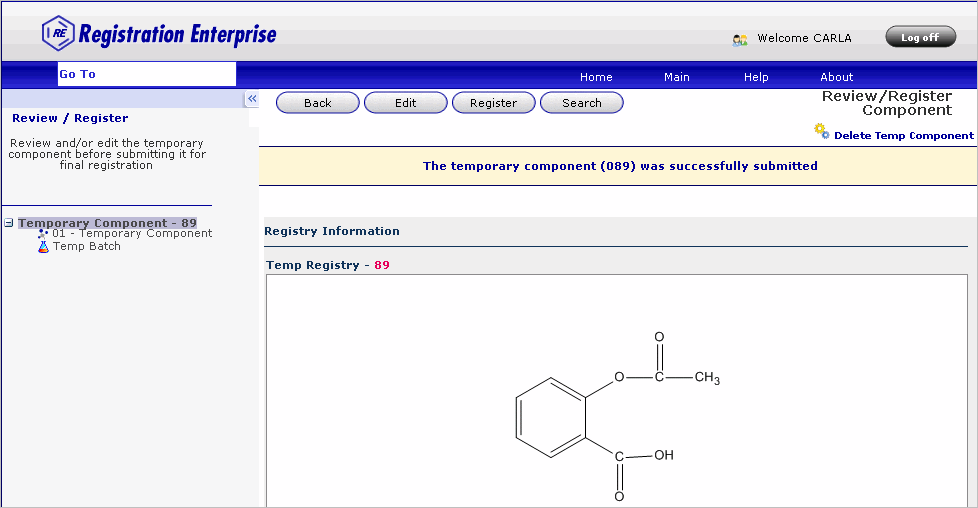 RE Registration Enterprise
Welcome CARLA
Log off
Go To
Home Main Help About
«
Back Edit Register Search
Review/Register
Component
Delete Temp Component
Review / Register
Review and/or edit the temporary
component before submitting it for
final registration
The temporary component (089) was successfully submitted
Temporary Component - 89
01 - Temporary Component
Temp Batch
Registry Information
Temp Registry - 89
O
O C CH3
C OH
O